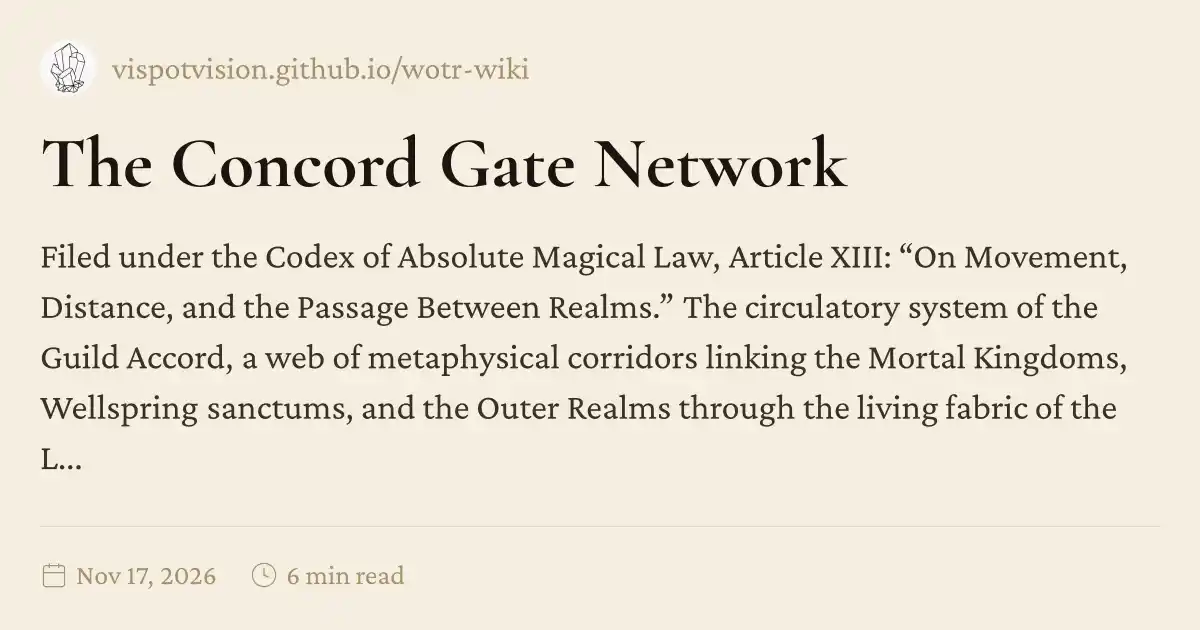 vispotvision.github.io/wotr-wiki
The Concord Gate Network
Filed under the Codex of Absolute Magical Law, Article XIII: “On Movement,
Distance, and the Passage Between Realms.” The circulatory system of the
Guild Accord, a web of metaphysical corridors linking the Mortal Kingdoms,
Wellspring sanctums, and the Outer Realms through the living fabric of the
L...
Nov 17, 2026 6 min read